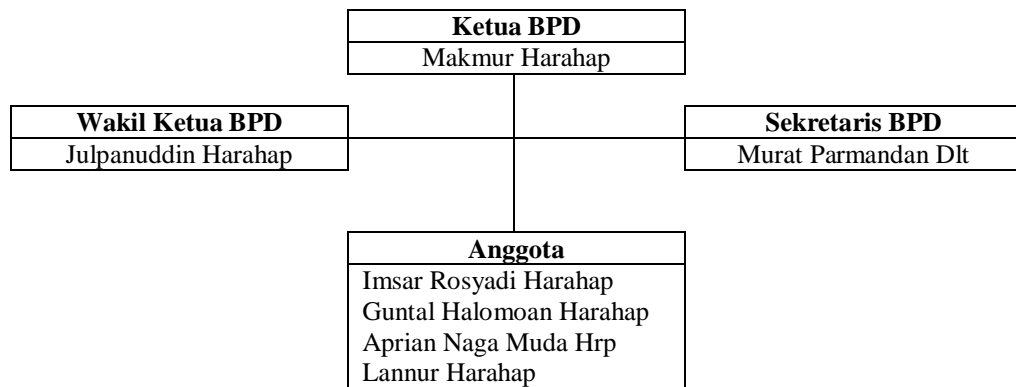 Ketua BPD
Makmur Harahap
Wakil Ketua BPD
Julpanuddin Harahap
Sekretaris BPD
Murat Parmandan Dlt
Anggota
Imsar Rosyadi Harahap
Guntal Halomoan Harahap
Aprian Naga Muda Hrp
Lannur Harahap